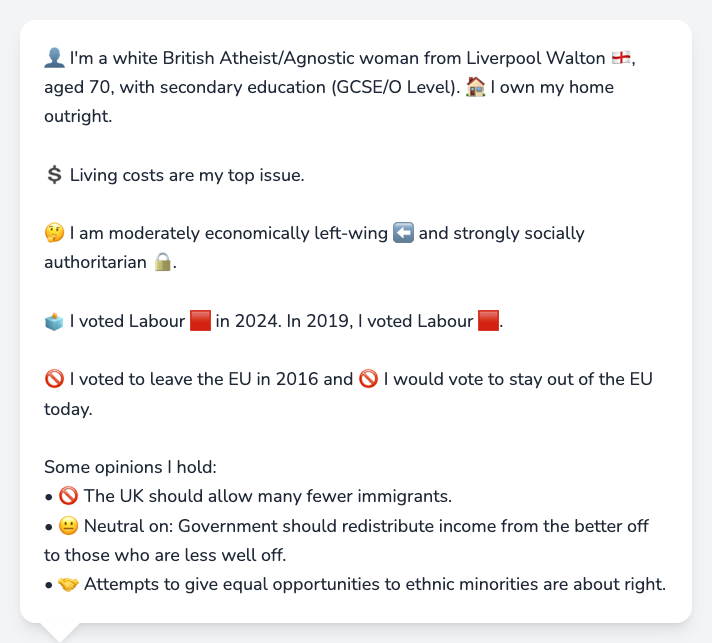 👤 I'm a white British Atheist/Agnostic woman from Liverpool Walton 🏴󠁧󠁢󠁥󠁮󠁧󠁿,
aged 70, with secondary education (GCSE/O Level). 🏠 I own my home
outright.
💲 Living costs are my top issue.
🤔 I am moderately economically left-wing ⬅️ and strongly socially
authoritarian 🔒.
🗳️ I voted Labour 🟥 in 2024. In 2019, I voted Labour 🟥.
🚫 I voted to leave the EU in 2016 and 🚫 I would vote to stay out of the EU
today.
Some opinions I hold:
• 🚫 The UK should allow many fewer immigrants.
• 😐 Neutral on: Government should redistribute income from the better off
to those who are less well off.
• 🤝 Attempts to give equal opportunities to ethnic minorities are about right.